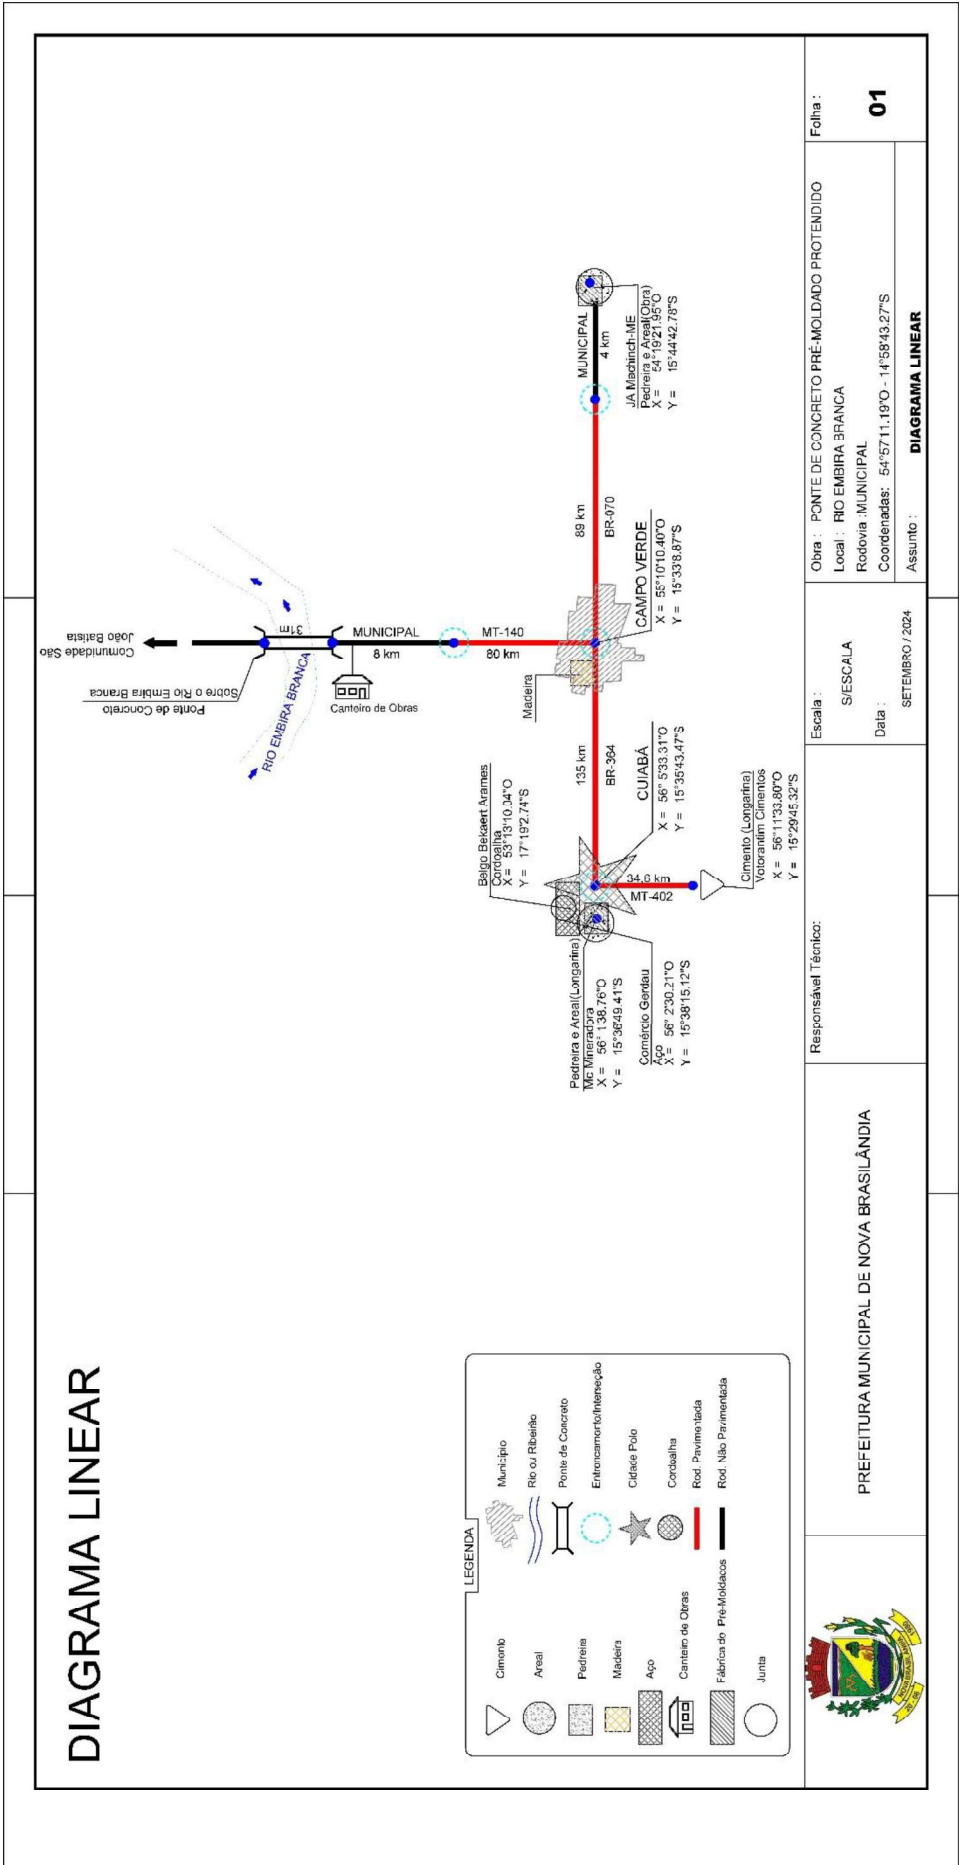 DIAGRAMA LINEAR
Comunidade São
João Batista
Ponte de Concreto
Sobre o Rio Embira Branca
31m
RIO EMBIRA BRANCA
MUNICIPAL
8 km
Canteiro de Obras
MT-140
80 km
Madeira
Belgo Bekaert Arames
Cordoalha
X = 53°13'10.04"O
Y = 17°19'2.74"S
135 km
BR-364
CUIABÁ
X = 56° 5'33.31"O
Y = 15°35'43.47"S
89 km
BR-070
CAMPO VERDE
X = 55°10'10.40"O
Y = 15°33'8.87"S
MUNICIPAL
4 km
JA Machinch-ME
Pedreira e Areal(Obra)
X = 54°19'21.95"O
Y = 15°44'42.78"S
Pedreira e Areal(Longarina)
Mc Mineradora
X = 56° 1'38.76"O
Y = 15°36'49.41"S
Comércio Gerdau
Aço
X = 56° 2'30.21"O
Y = 15°38'15.12"S
34,6 km
MT-402
Cimento (Longarina)
Votorantim Cimentos
X = 56°11'33.80"O
Y = 15°29'45.32"S
LEGENDA
Cimento
Areal
Pedreira
Madeira
Aço
Canteiro de Obras
Fábrica de Pré-Moldados
Junta
Município
Rio ou Ribeirão
Ponte de Concreto
Entroncamento/Interseção
Cidade Polo
Cordoalha
Rod. Pavimentada
Rod. Não Pavimentada
NOVA BRASILÂNDIA
1980
PREFEITURA MUNICIPAL DE NOVA BRASILÂNDIA
Responsável Técnico:
Escala :
S/ESCALA
Data :
SETEMBRO / 2024
Obra : PONTE DE CONCRETO PRÉ-MOLDADO PROTENDIDO
Local : RIO EMBIRA BRANCA
Rodovia :MUNICIPAL
Coordenadas: 54°57'11.19"O - 14°58'43.27"S
Assunto :
DIAGRAMA LINEAR
Folha :
01